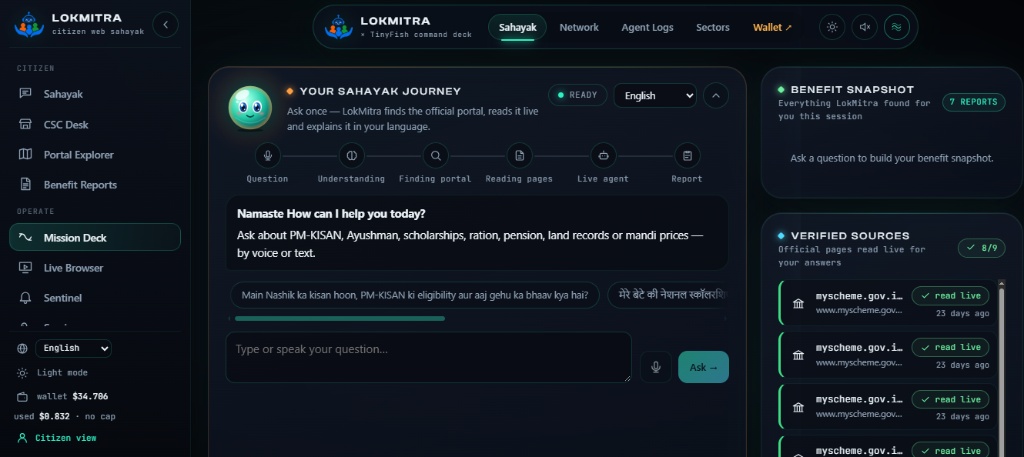 LOKMITRA
citizen web sahayak
CITIZEN
Sahayak
CSC Desk
Portal Explorer
Benefit Reports
OPERATE
Mission Deck
Live Browser
Sentinel
English
Light mode
wallet $34.706
used $0.832 · no cap
Citizen view
LOKMITRA
TinyFish command deck
Sahayak
Network
Agent Logs
Sectors
Wallet ↗
YOUR SAHAYAK JOURNEY
READY
English
Ask once — LokMitra finds the official portal, reads it live
and explains it in your language.
Question
Understanding
Finding portal
Reading pages
Live agent
Report
Namaste How can I help you today?
Ask about PM-KISAN, Ayushman, scholarships, ration, pension, land records or mandi prices —
by voice or text.
Main Nashik ka kisan hoon, PM-KISAN ki eligibility aur aaj gehu ka bhaav kya hai?
मेरे बेटे की नेशनल
Type or speak your question...
Ask →
BENEFIT SNAPSHOT
Everything LokMitra found for
you this session
7 REPORTS
Ask a question to build your benefit snapshot.
VERIFIED SOURCES
Official pages read live for
your answers
✓ 8/9
myscheme.gov.i…
✓ read live
www.myscheme.gov…
23 days ago
myscheme.gov.i…
✓ read live
www.myscheme.gov…
23 days ago
myscheme.gov.i…
✓ read live
www.myscheme.gov…
23 days ago
myscheme.gov.i…
✓ read live